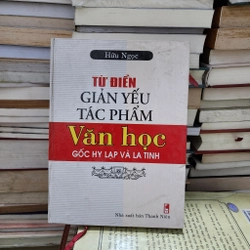 Hữu Ngọc
TỪ ĐIỂN
GIẢN YẾU
TÁC PHẨM
Văn học
GỐC HY LẠP VÀ LA TINH
Nhà xuất bản Thanh Niên